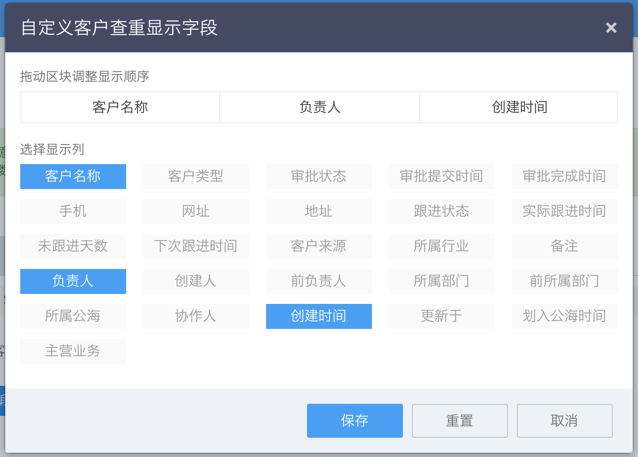 自定义客户查重显示字段
拖动区块调整显示顺序
客户名称 负责人 创建时间
选择显示列
客户名称 客户类型 审批状态 审批提交时间 审批完成时间
手机 网址 地址 跟进状态 实际跟进时间
未跟进天数 下次跟进时间 客户来源 所属行业 备注
负责人 创建人 前负责人 所属部门 前所属部门
所属公海 协作人 创建时间 更新于 划入公海时间
主营业务
保存 重置 取消